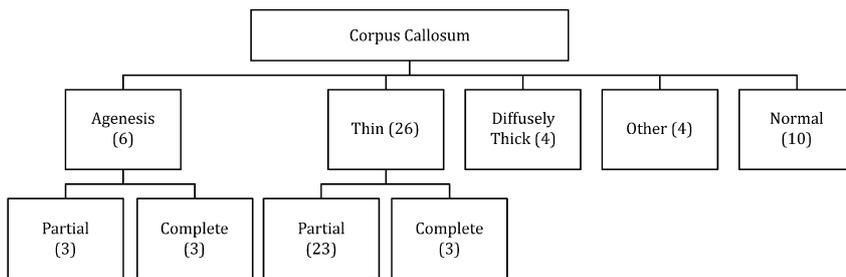 Corpus Callosum
Agenesis
(6)
Thin (26)
Diffusely
Thick (4)
Other (4)
Normal
(10)
Partial
(3)
Complete
(3)
Partial
(23)
Complete
(3)